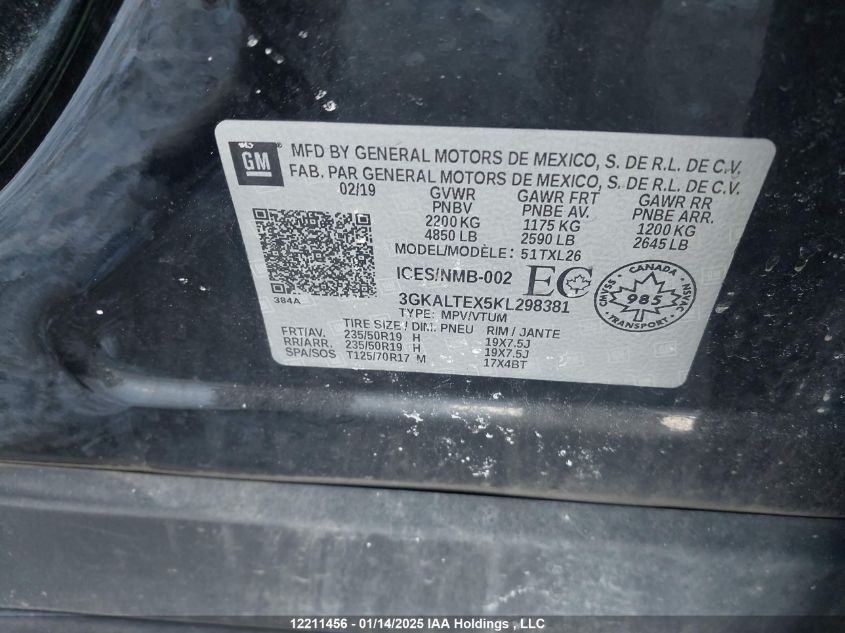 GM
MFD BY GENERAL MOTORS DE MEXICO, S. DE R.L. DE C.V.
FAB. PAR GENERAL MOTORS DE MEXICO, S. DE R.L. DE C.V.
02/19 GVWR GAWR FRT GAWR RR
PNBV PNBE AV. PNBE ARR.
2200 KG 1175 KG 1200 KG
4850 LB 2590 LB 2645 LB
MODEL/MODÈLE: 51TXL26
ICES/NMB-002 EC
3GKALTEX5KL298381
384A
TYPE: MPV/VTUM
TIRE SIZE / DIM. PNEU RIM / JANTE
FRT/AV. 235/50R19 H 19X7.5J
RR/ARR. 235/50R19 H 19X7.5J
SPA/SOS T125/70R17 M 17X4BT
CANADA
985
TRANSPORT
NSVAC
SSVMC
12211456 - 01/14/2025 IAA Holdings , LLC